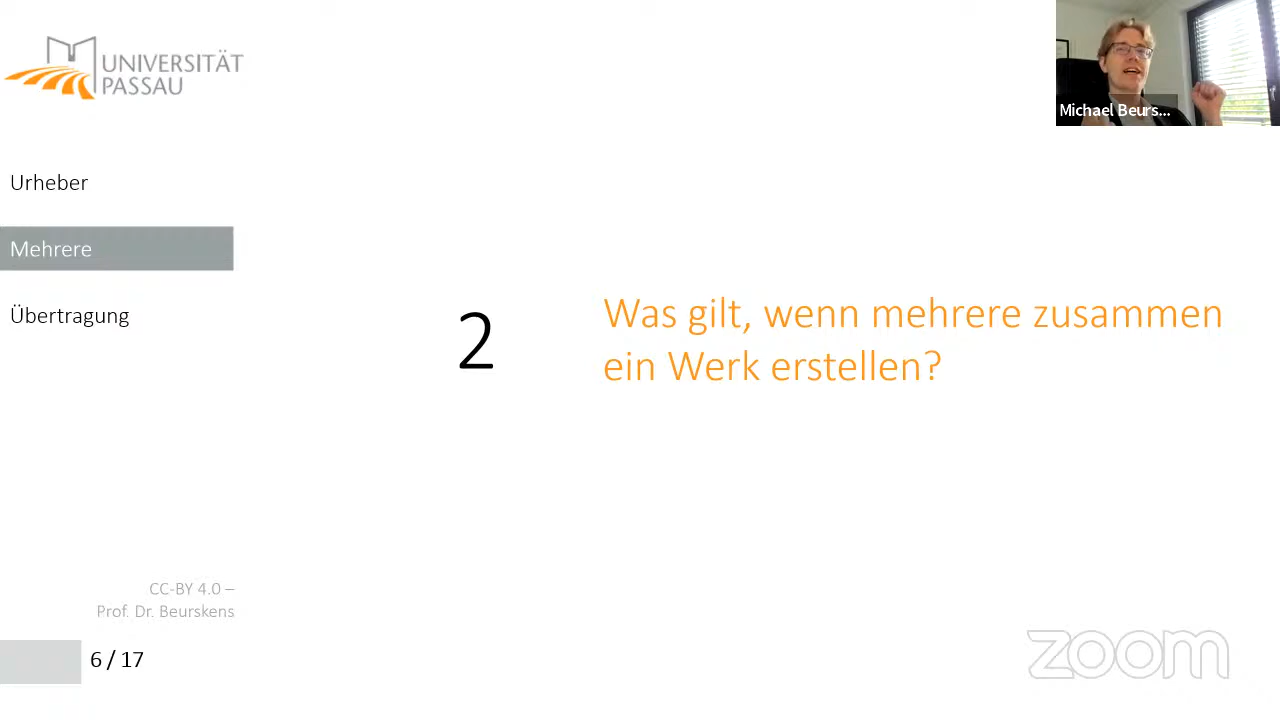 UNIVERSITÄT
PASSAU
Michael Beurs...
Urheber
Mehrere
Übertragung
2
Was gilt, wenn mehrere zusammen
ein Werk erstellen?
CC-BY 4.0 –
Prof. Dr. Beurskens
6 / 17
zoom